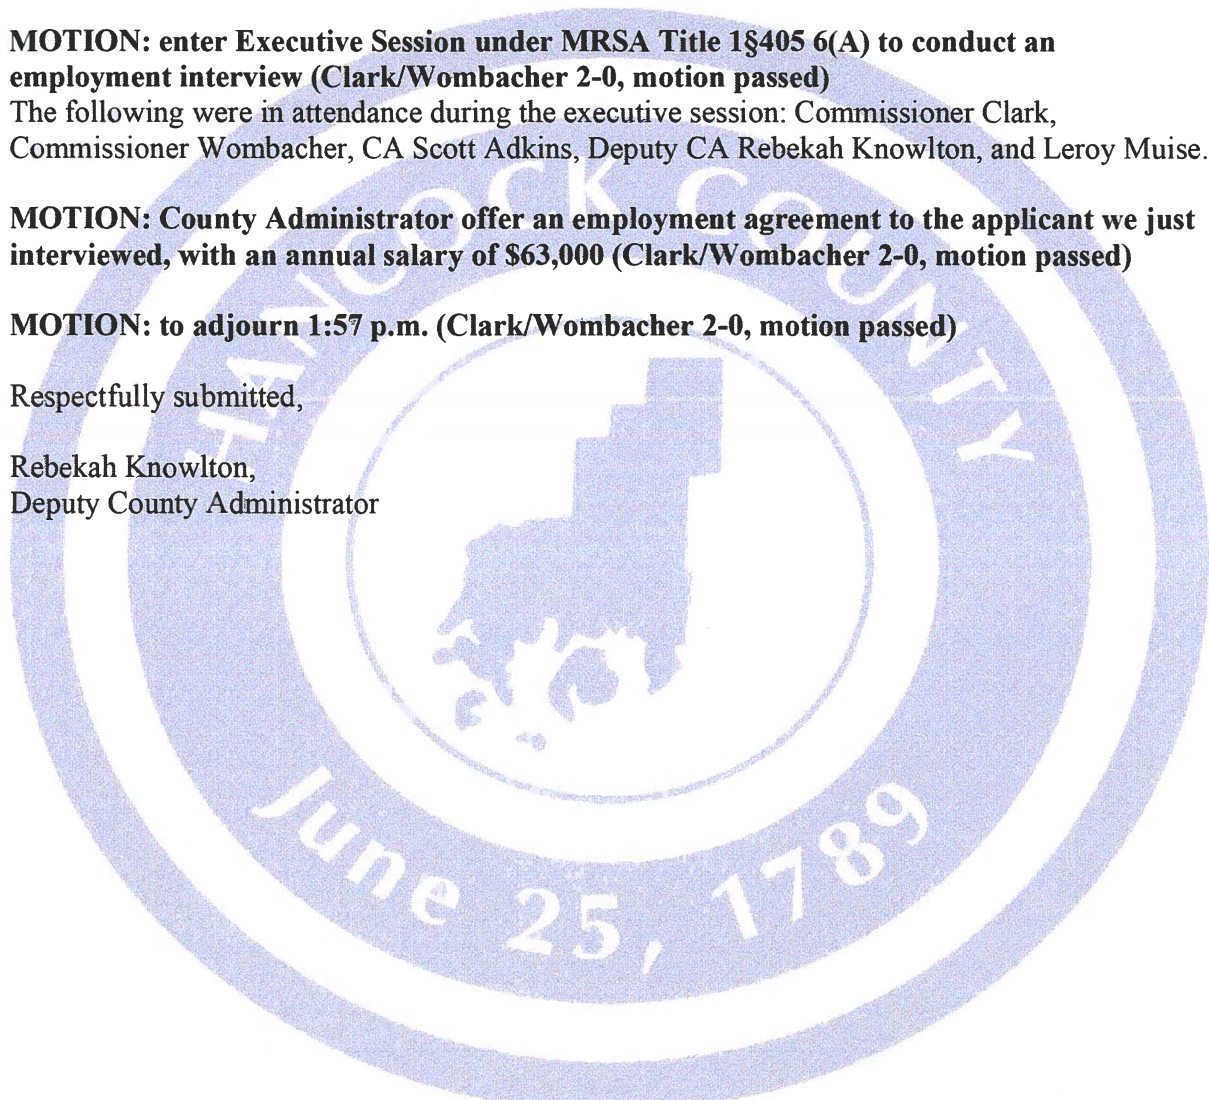 MOTION: enter Executive Session under MRSA Title 1§405 6(A) to conduct an
employment interview (Clark/Wombacher 2-0, motion passed)
The following were in attendance during the executive session: Commissioner Clark,
Commissioner Wombacher, CA Scott Adkins, Deputy CA Rebekah Knowlton, and Leroy Muise.
MOTION: County Administrator offer an employment agreement to the applicant we just
interviewed, with an annual salary of $63,000 (Clark/Wombacher 2-0, motion passed)
MOTION: to adjourn 1:57 p.m. (Clark/Wombacher 2-0, motion passed)
Respectfully submitted,
Rebekah Knowlton,
Deputy County Administrator
HANCOCK COUNTY
June 25, 1789